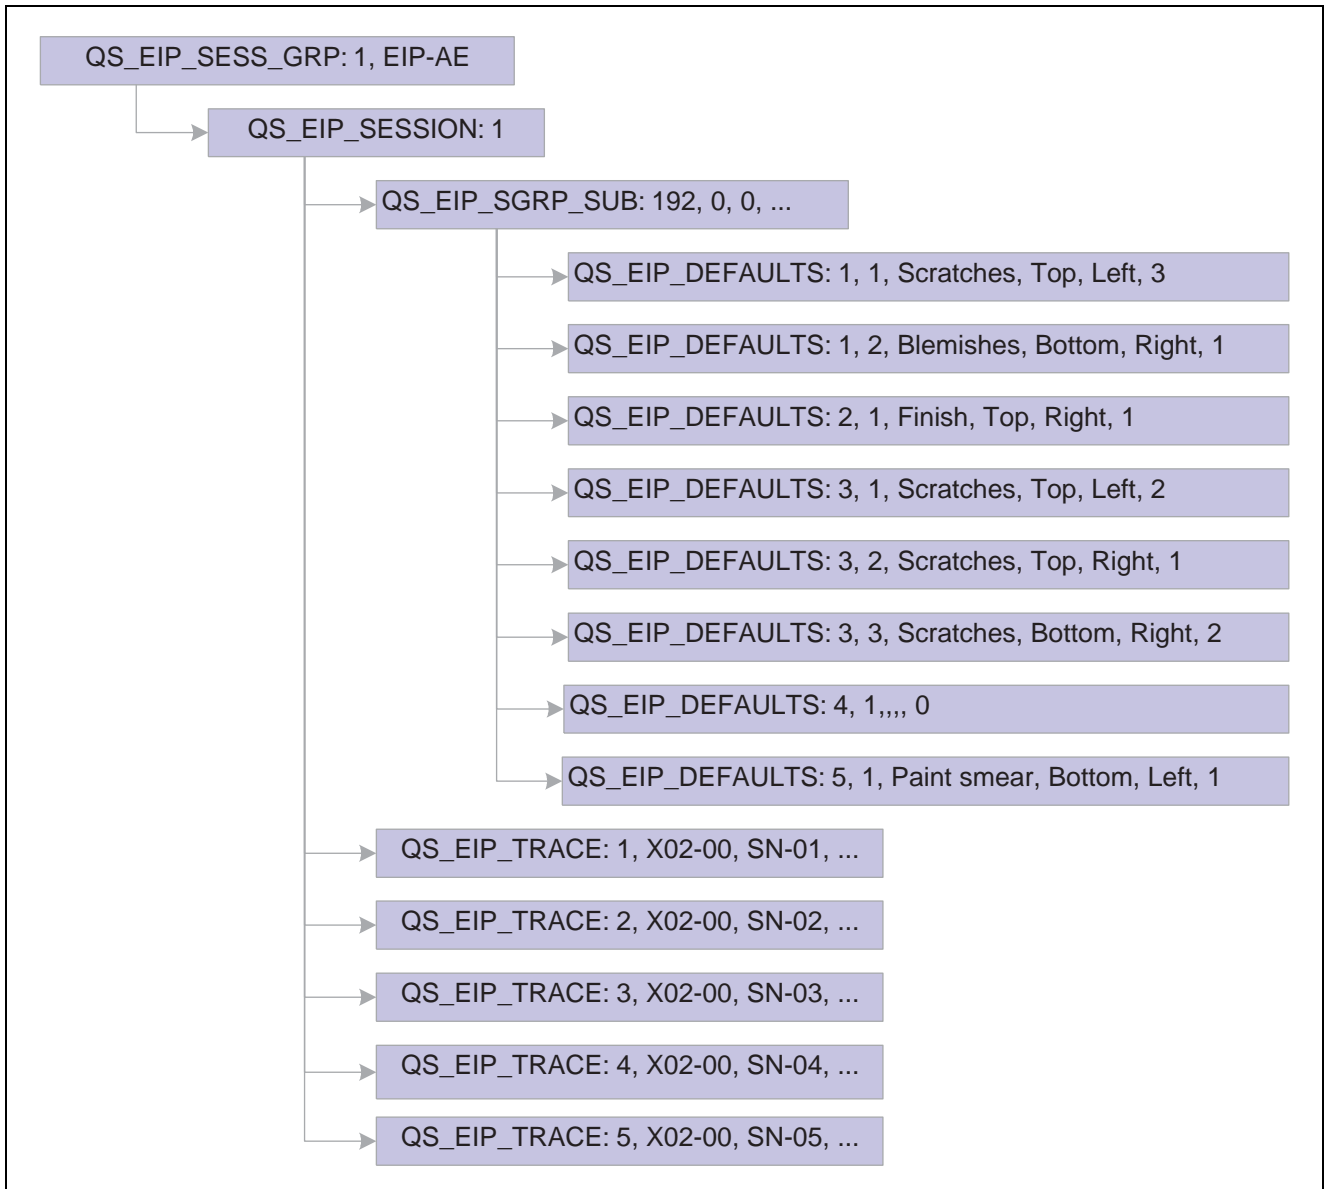 QS_EIP_SESS_GRP: 1, EIP-AE
QS_EIP_SESSION: 1
QS_EIP_SGRP_SUB: 192, 0, 0, ...
QS_EIP_DEFAULTS: 1, 1, Scratches, Top, Left, 3
QS_EIP_DEFAULTS: 1, 2, Blemishes, Bottom, Right, 1
QS_EIP_DEFAULTS: 2, 1, Finish, Top, Right, 1
QS_EIP_DEFAULTS: 3, 1, Scratches, Top, Left, 2
QS_EIP_DEFAULTS: 3, 2, Scratches, Top, Right, 1
QS_EIP_DEFAULTS: 3, 3, Scratches, Bottom, Right, 2
QS_EIP_DEFAULTS: 4, 1,,,, 0
QS_EIP_DEFAULTS: 5, 1, Paint smear, Bottom, Left, 1
QS_EIP_TRACE: 1, X02-00, SN-01, ...
QS_EIP_TRACE: 2, X02-00, SN-02, ...
QS_EIP_TRACE: 3, X02-00, SN-03, ...
QS_EIP_TRACE: 4, X02-00, SN-04, ...
QS_EIP_TRACE: 5, X02-00, SN-05, ...